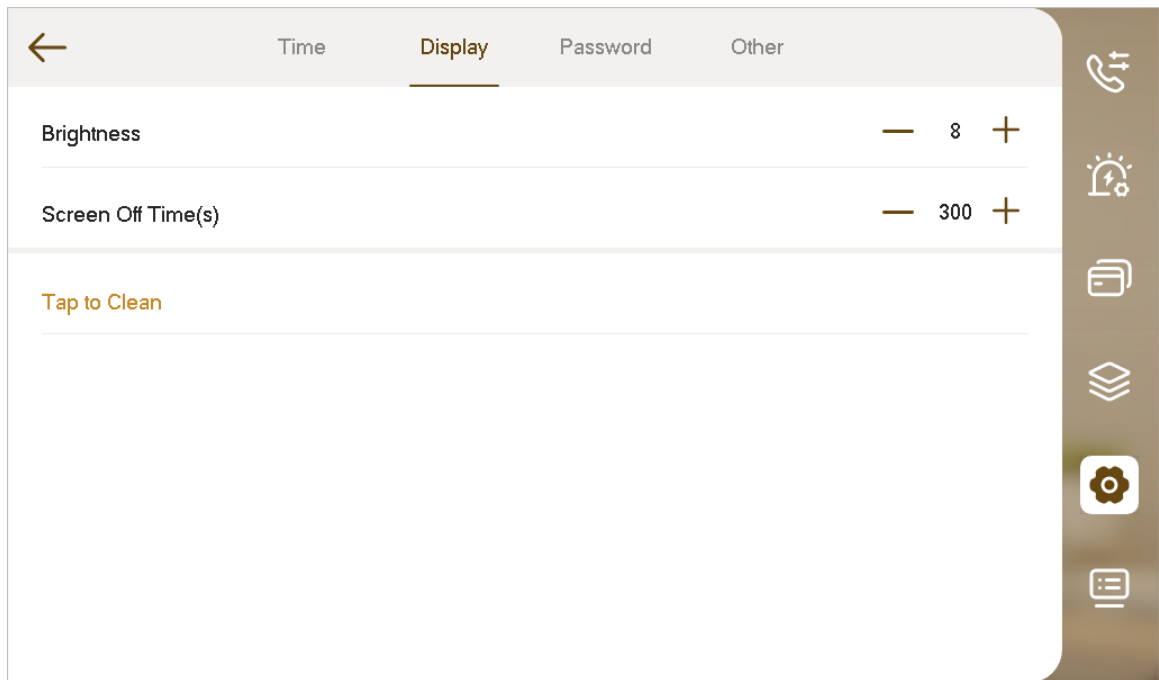 Time Display Password Other
Brightness 8
Screen Off Time(s) 300
Tap to Clean